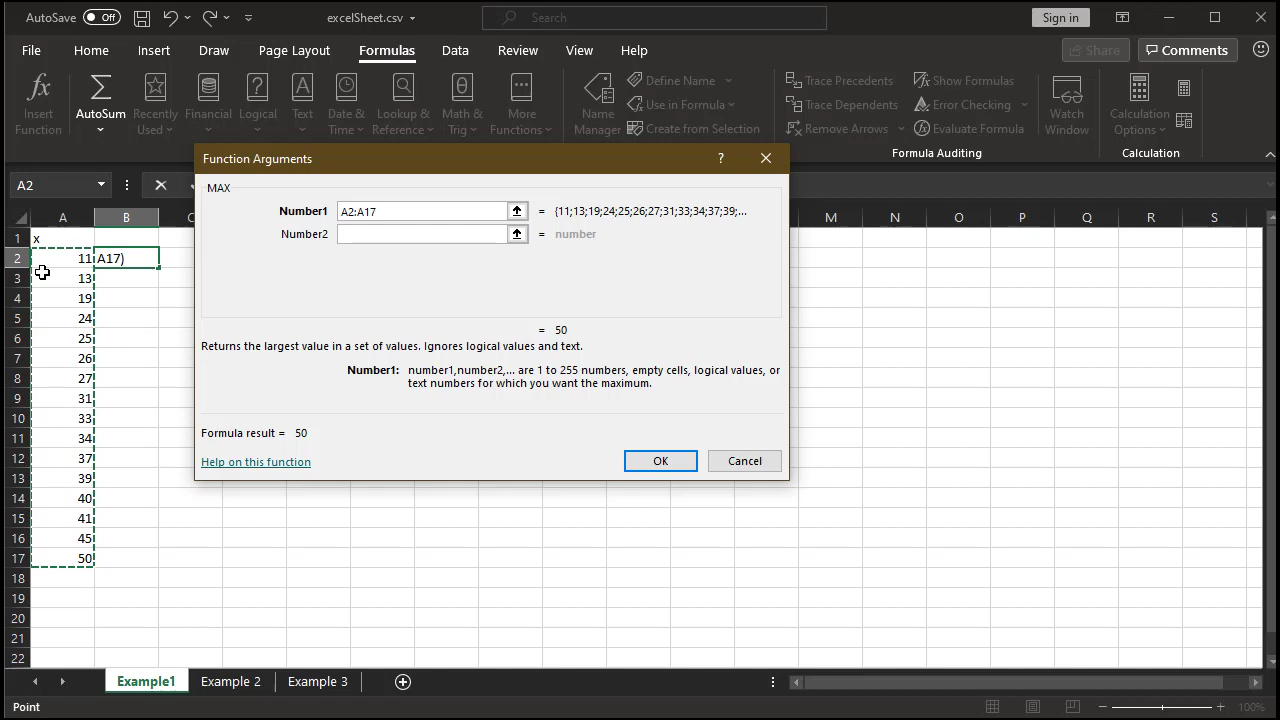 AutoSave Off excelSheet.csv Search Sign in
File Home Insert Draw Page Layout Formulas Data Review View Help Share Comments
Insert Function
AutoSum
Recently Used
Financial
Logical
Text
Date & Time
Lookup & Reference
Math & Trig
More Functions
Name Manager
Define Name
Use in Formula
Create from Selection
Trace Precedents
Trace Dependents
Remove Arrows
Show Formulas
Error Checking
Evaluate Formula
Watch Window
Calculation Options
Formula Auditing
Calculation
A2
Function Arguments ? 
MAX
Number1 A2:A17 = {11;13;19;24;25;26;27;31;33;34;37;39;...
Number2 = number
= 50
Returns the largest value in a set of values. Ignores logical values and text.
Number1: number1,number2,... are 1 to 255 numbers, empty cells, logical values, or
text numbers for which you want the maximum.
Formula result = 50
Help on this function OK Cancel
A B C M N O P Q R S
1 x
2 11 A17)
3 13
4 19
5 24
6 25
7 26
8 27
9 31
10 33
11 34
12 37
13 39
14 40
15 41
16 45
17 50
18
19
20
21
22
Example1 Example 2 Example 3
Point 100%